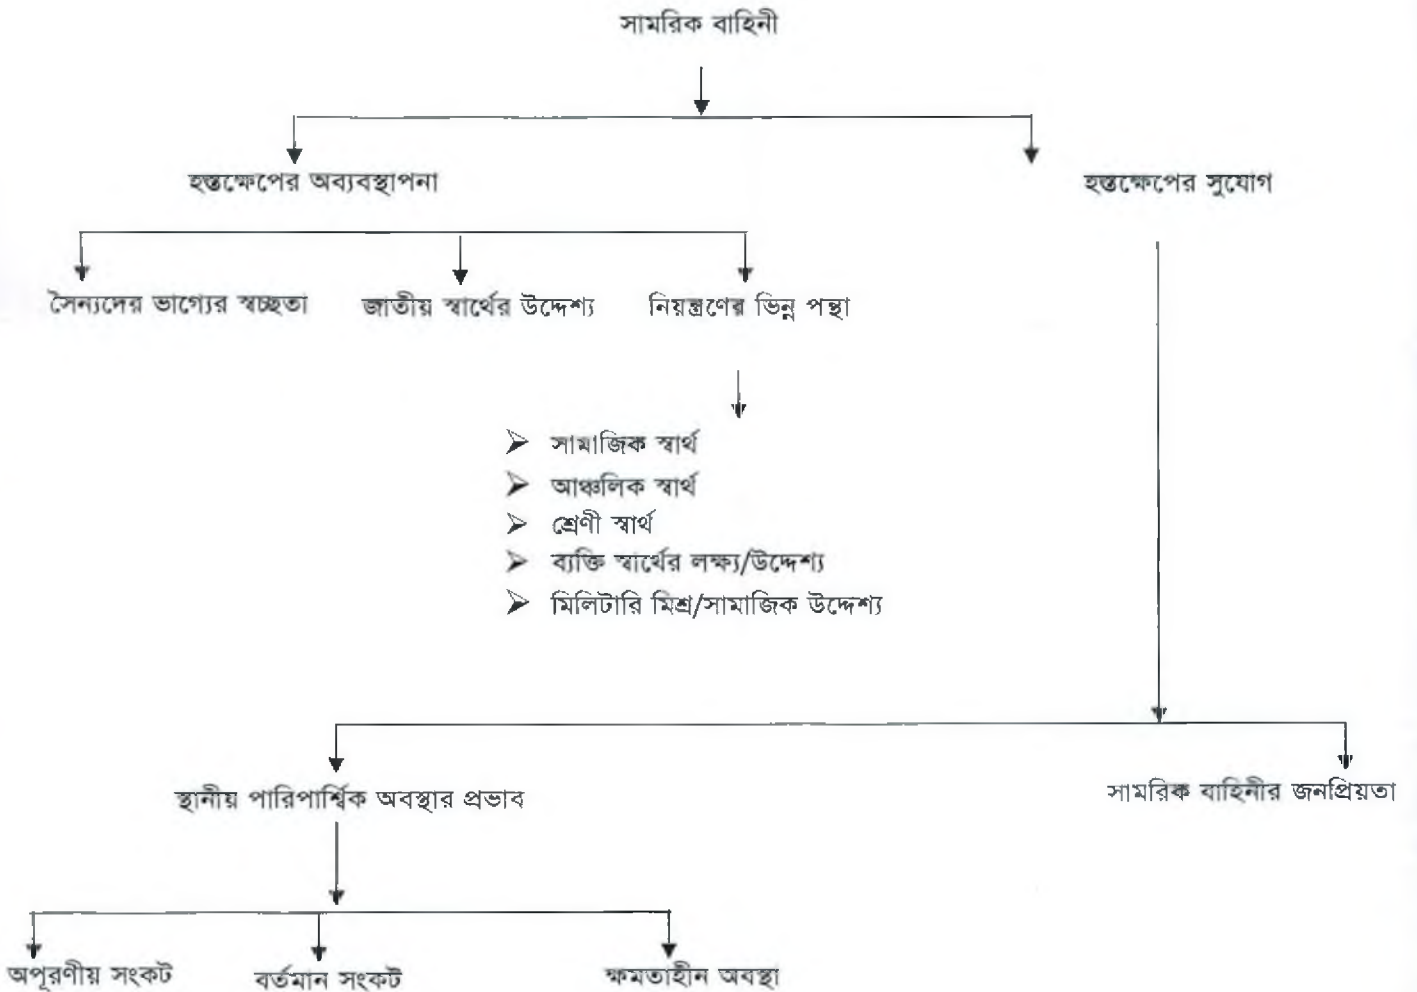 সামরিক বাহিনী
হস্তক্ষেপের অব্যবস্থাপনা
হস্তক্ষেপের সুযোগ
সৈন্যদের ভাগ্যের স্বচ্ছতা
জাতীয় স্বার্থের উদ্দেশ্য
নিয়ন্ত্রণের ভিন্ন পন্থা
➢ সামাজিক স্বার্থ
➢ আঞ্চলিক স্বার্থ
➢ শ্রেণী স্বার্থ
➢ ব্যক্তি স্বার্থের লক্ষ্য/উদ্দেশ্য
➢ মিলিটারি মিশ্র/সামাজিক উদ্দেশ্য
স্থানীয় পারিপার্শ্বিক অবস্থার প্রভাব
সামরিক বাহিনীর জনপ্রিয়তা
অপূরণীয় সংকট
বর্তমান সংকট
ক্ষমতাহীন অবস্থা